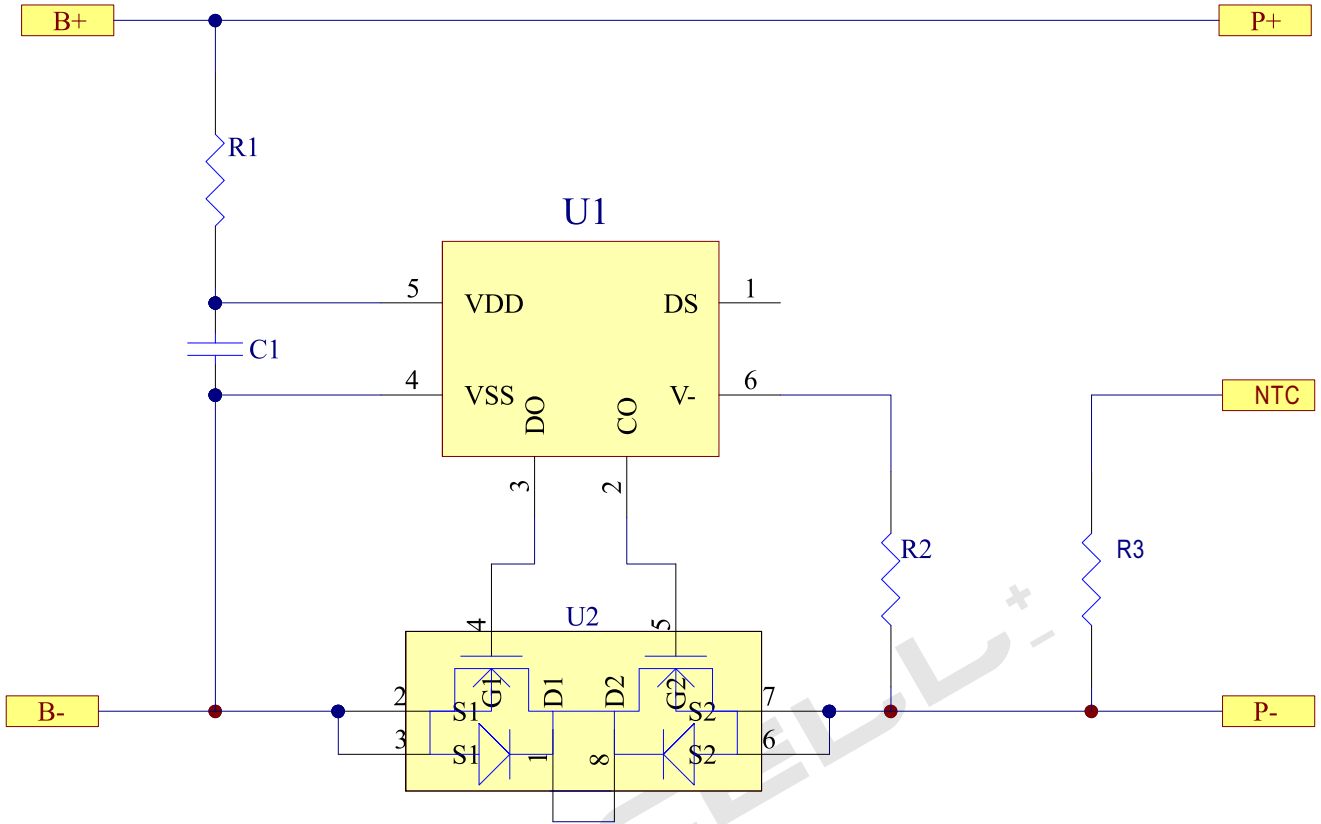 B+
P+
R1
U1
5
VDD
DS
1
C1
4
VSS
DO
CO
V-
6
NTC
3
2
R2
R3
4
U2
5
B-
2
S1
G1
D1
D2
G2
S2
7
P-
3
S1
1
8
S2
6